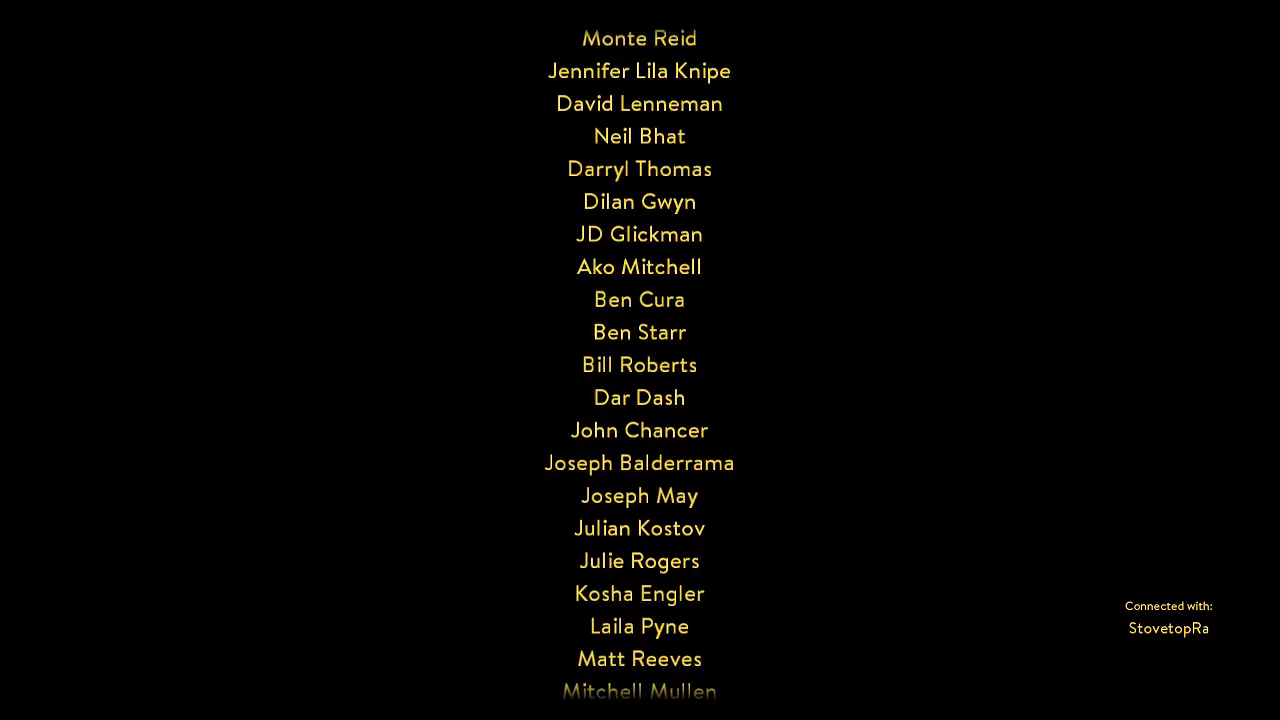 Monte Reid
Jennifer Lila Knipe
David Lenneman
Neil Bhat
Darryl Thomas
Dilan Gwyn
JD Glickman
Ako Mitchell
Ben Cura
Ben Starr
Bill Roberts
Dar Dash
John Chancer
Joseph Balderrama
Joseph May
Julian Kostov
Julie Rogers
Kosha Engler
Laila Pyne
Matt Reeves
Mitchell Mullen
Connected with:
StovetopRa